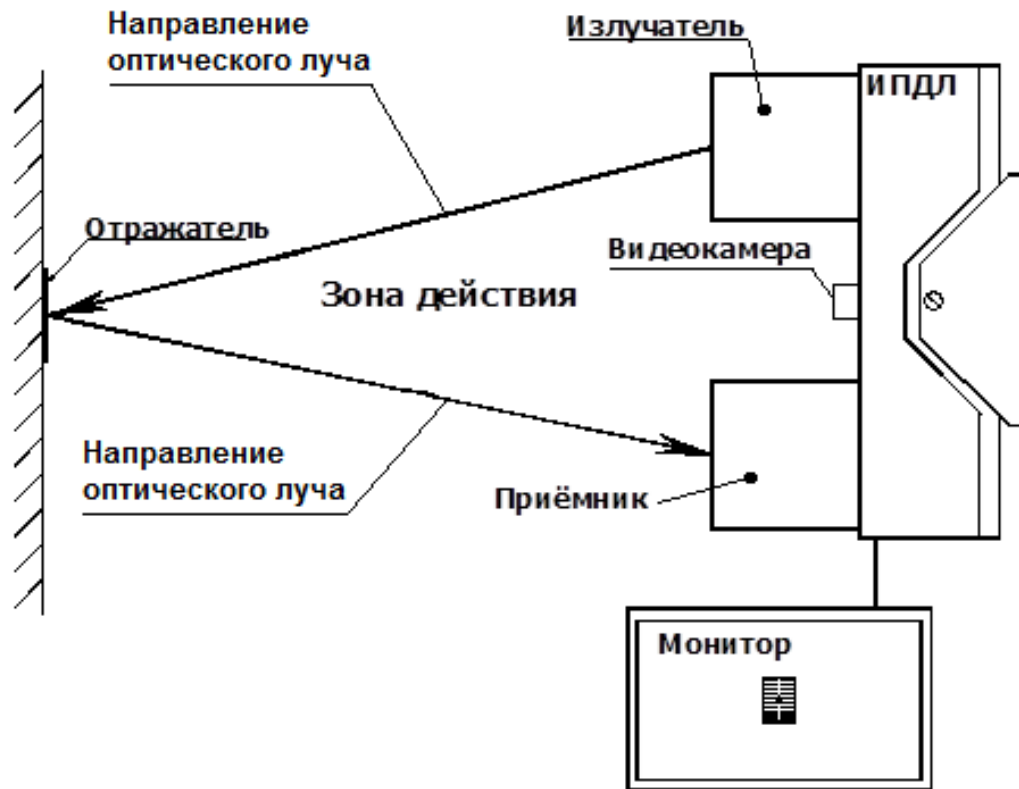 Направление
оптического луча
Излучатель
ИПДЛ
Отражатель
Видеокамера
Зона действия
Направление
оптического луча
Приёмник
Монитор